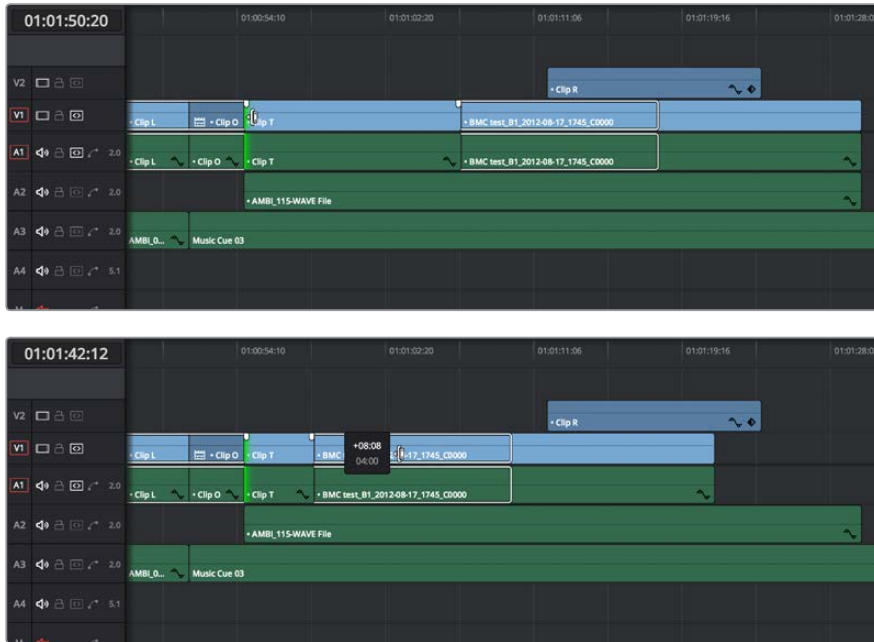 01:01:50:20
01:00:54:10 01:01:02:20 01:01:11:06 01:01:19:16 01:01:28:0
V2 • Clip R
V1 • Clip L • Clip O Clip T • BMC test_B1_2012-08-17_1745_C0000
A1 2.0 • Clip L • Clip O • Clip T • BMC test_B1_2012-08-17_1745_C0000
A2 2.0 • AMBI_115-WAVE File
A3 2.0 AMBI_0... Music Cue 03
A4 5.1
M
01:01:42:12
01:00:54:10 01:01:02:20 01:01:11:06 01:01:19:16 01:01:28:0
V2 • Clip R
+08:08
V1 • Clip L • Clip O • Clip T • BMC -17_1745_C0000
04:00
A1 2.0 • Clip L • Clip O • Clip T • BMC test_B1_2012-08-17_1745_C0000
A2 2.0 • AMBI_115-WAVE File
A3 2.0 AMBI_0... Music Cue 03
A4 5.1
M